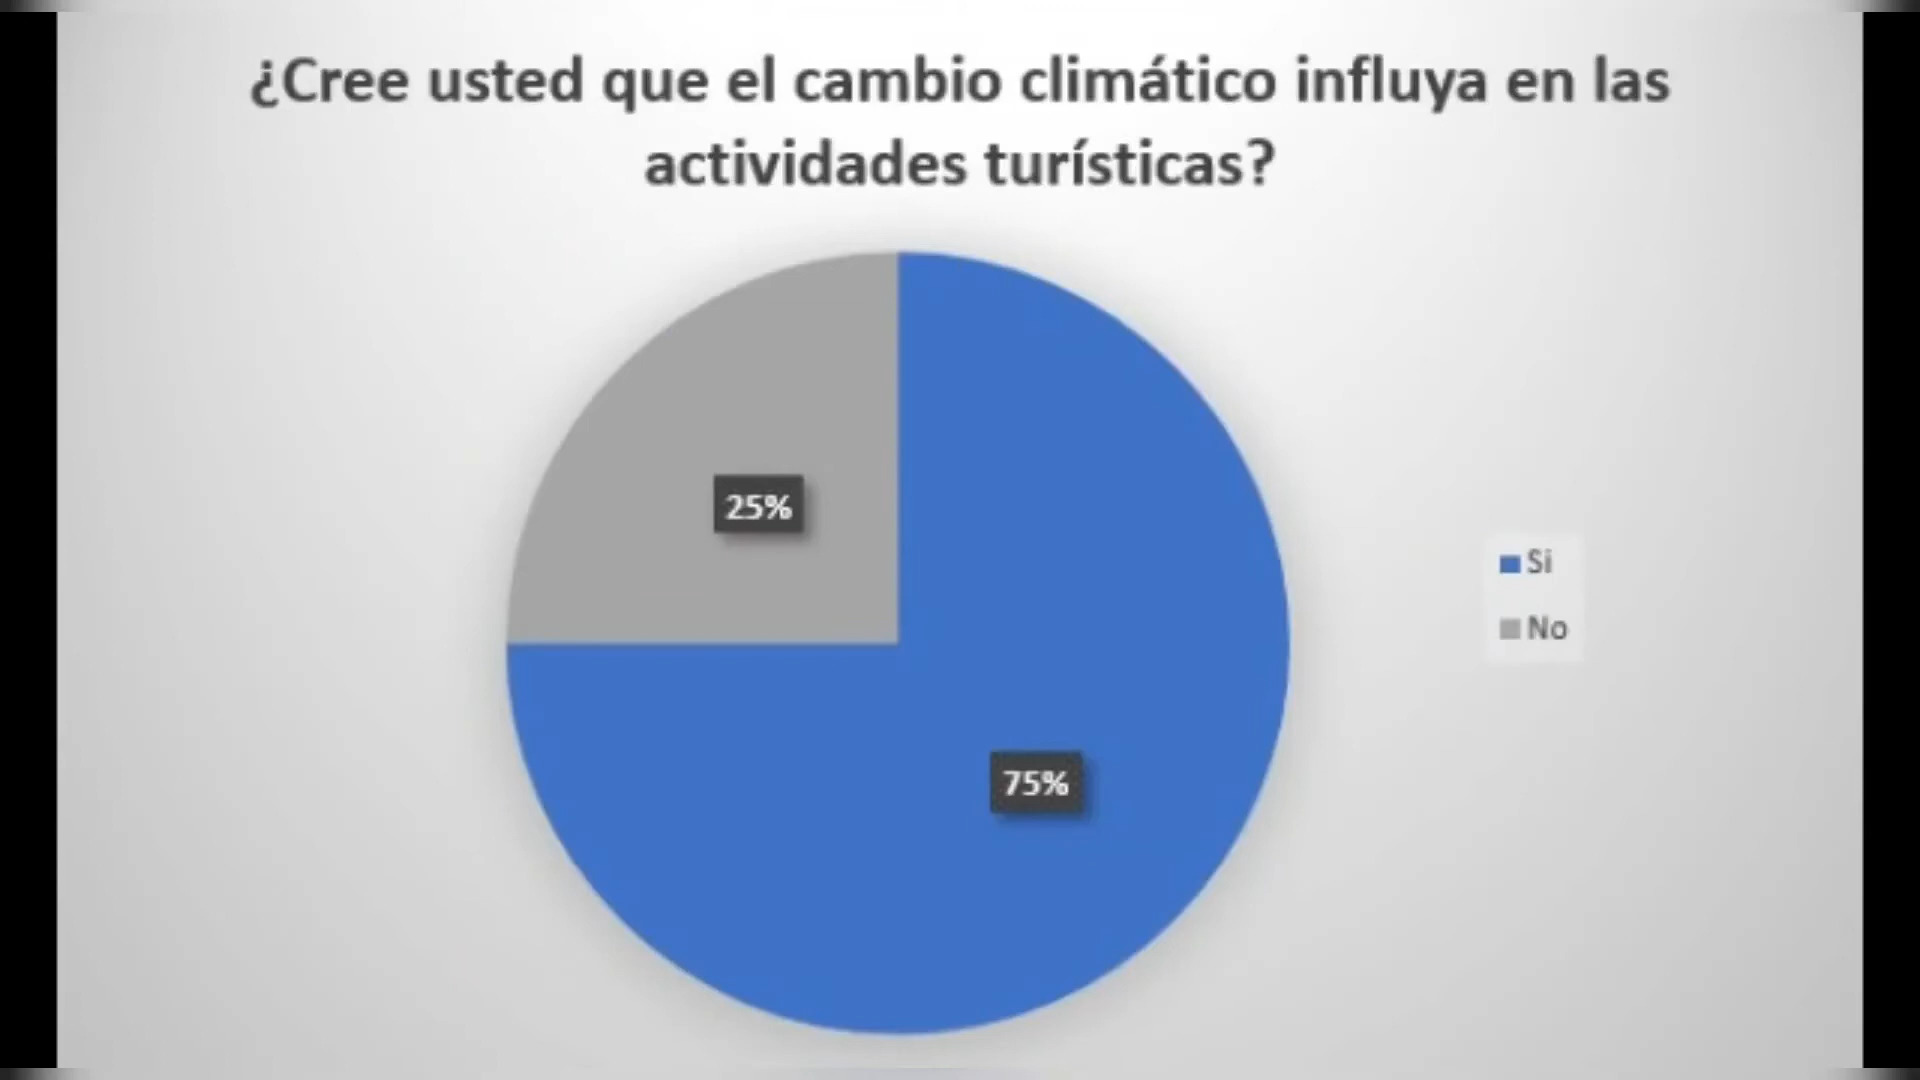 ¿Cree usted que el cambio climático influya en las
actividades turísticas?
25%
Si
No
75%